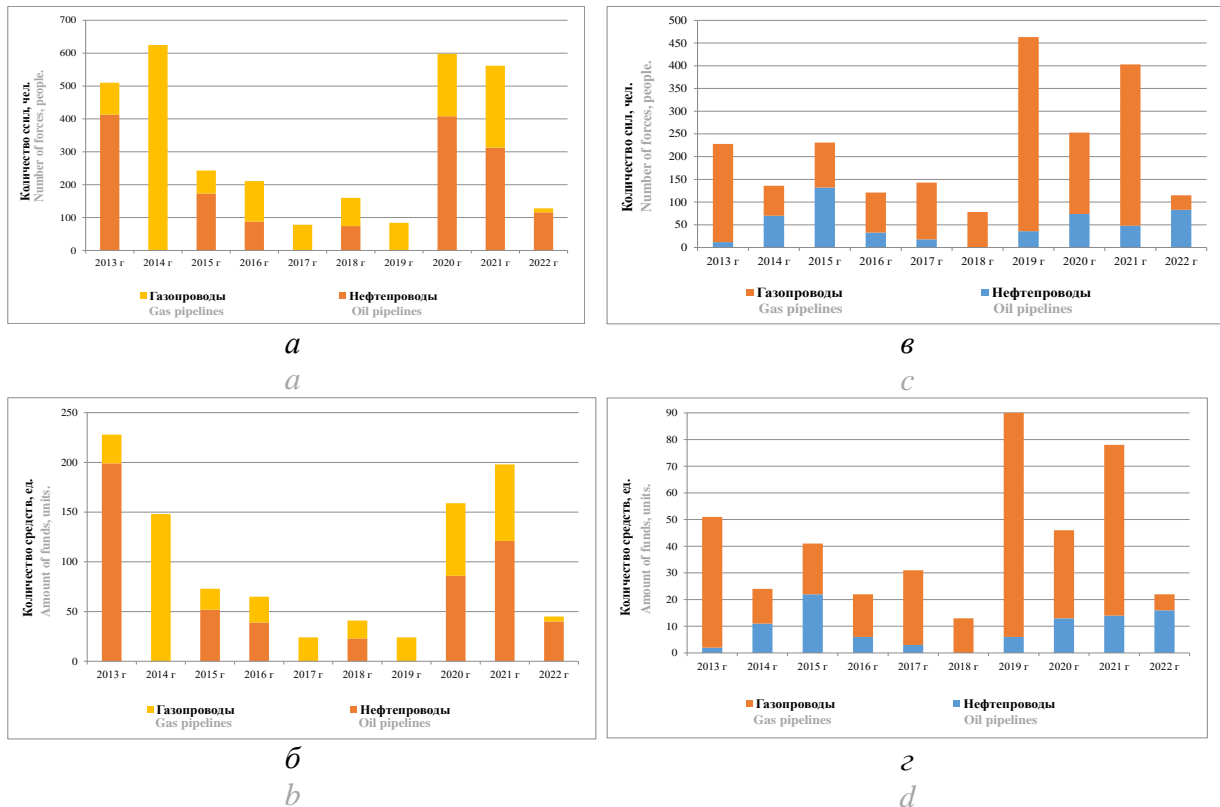 Количество ссил, чел.
Number of forces, people.
700
600
500
400
300
200
100
0
2013 г 2014 г 2015 г 2016 г 2017 г 2018 г 2019 г 2020 г 2021 г 2022 г
Газопроводы Нефтепроводы
Gas pipelines Oil pipelines
а
a
Количество сил, чел.
Number of forces, people.
500
450
400
350
300
250
200
150
100
50
0
2013 г 2014 г 2015 г 2016 г 2017 г 2018 г 2019 г 2020 г 2021 г 2022 г
Газопроводы Нефтепроводы
Gas pipelines Oil pipelines
в
c
Количество средств, ед.
Amount of funds, units.
250
200
150
100
50
0
2013 г 2014 г 2015 г 2016 г 2017 г 2018 г 2019 г 2020 г 2021 г 2022 г
Газопроводы Нефтепроводы
Gas pipelines Oil pipelines
б
b
Количество средств, ед.
Amount of funds, units.
90
80
70
60
50
40
30
20
10
0
2013 г 2014 г 2015 г 2016 г 2017 г 2018 г 2019 г 2020 г 2021 г 2022 г
Газопроводы Нефтепроводы
Gas pipelines Oil pipelines
г
d